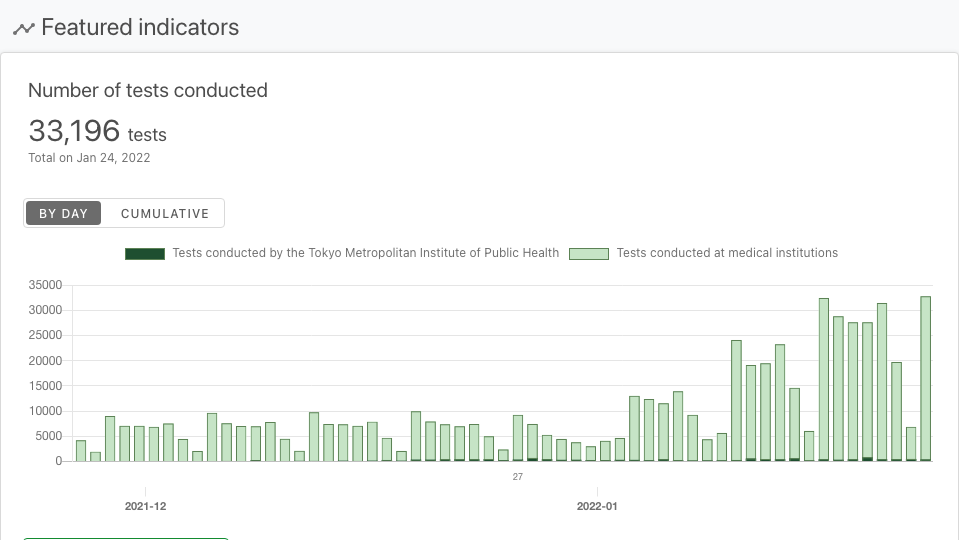 Featured indicators
Number of tests conducted
33,196 tests
Total on Jan 24, 2022
BY DAY CUMULATIVE
Tests conducted by the Tokyo Metropolitan Institute of Public Health Tests conducted at medical institutions
35000
30000
25000
20000
15000
10000
5000
0
27
2021-12 2022-01